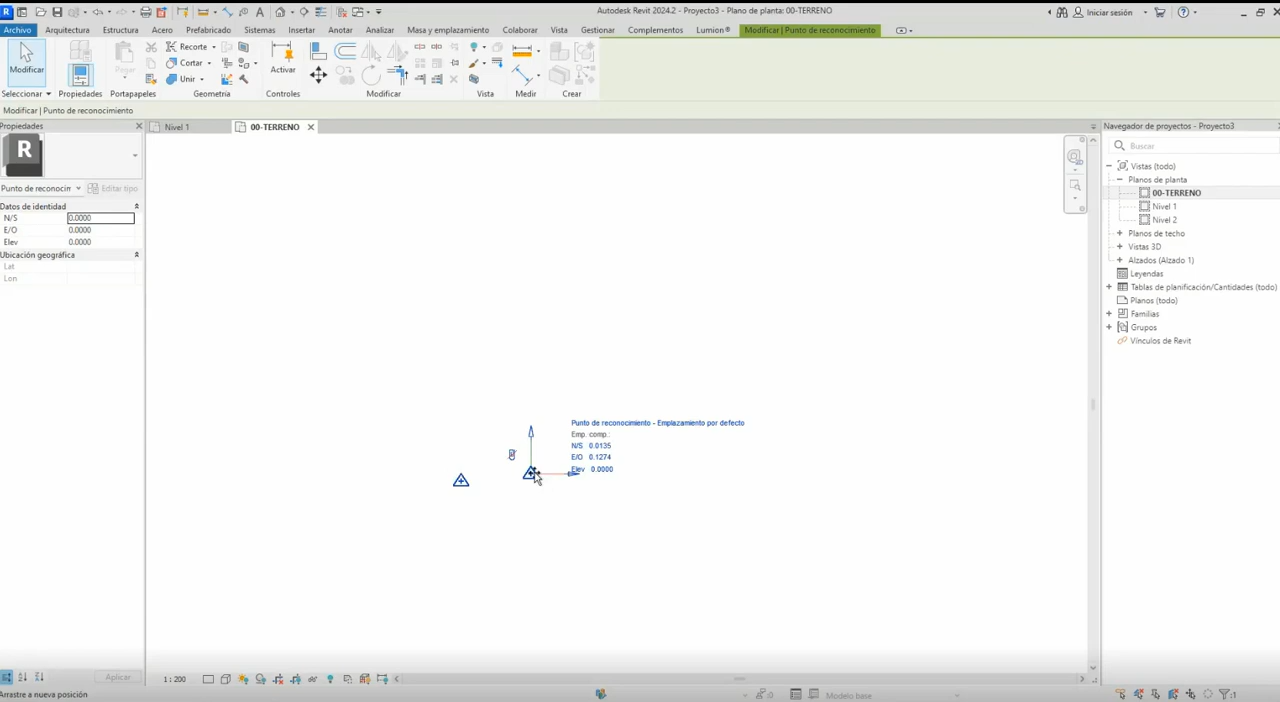 R
Autodesk Revit 2024.2 - Proyecto3 - Plano de planta: 00-TERRENO
Iniciar sesión
Archivo Arquitectura Estructura Acero Prefabricado Sistemas Insertar Anotar Analizar Masa y emplazamiento Colaborar Vista Gestionar Complementos Lumion® Modificar | Punto de reconocimiento
Modificar
Pegar
Recorte
Cortar
Unir
Activar
Seleccionar Propiedades Portapapeles Geometría Controles Modificar Vista Medir Crear
Modificar | Punto de reconocimiento
Propiedades
R
Punto de reconocin Editar tipo
Datos de identidad
N/S 0.0000
E/O 0.0000
Elev 0.0000
Ubicación geográfica
Lat
Lon
Aplicar
Arrastre a nueva posición
Nivel 1
00-TERRENO
Punto de reconocimiento - Emplazamiento por defecto
Emp. comp.:
N/S 0.0135
E/O 0.1274
Elev 0.0000
1 : 200
:0
Modelo base
:1
Navegador de proyectos - Proyecto3
Buscar
Vistas (todo)
Planos de planta
00-TERRENO
Nivel 1
Nivel 2
Planos de techo
Vistas 3D
Alzados (Alzado 1)
Leyendas
Tablas de planificación/Cantidades (todo)
Planos (todo)
Familias
Grupos
Vínculos de Revit